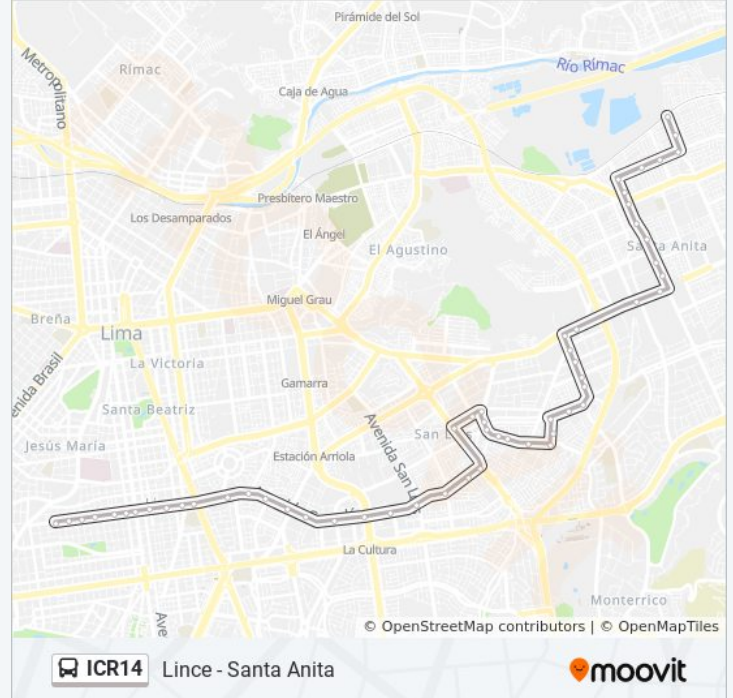 Pirámide del Sol
Metropolitano
Rímac
Río Rímac
Caja de Agua
Presbítero Maestro
Los Desamparados
El Ángel
El Agustino
Santa Anita
Miguel Grau
Breña
Lima
La Victoria
enida Brasil
Gamarra
Santa Beatriz
Avenida San L
San L
Jesús María
Estación Arriola
La Cultura
Monterrico
Ave
© OpenStreetMap contributors | © OpenMapTiles
ICR14 Lince - Santa Anita
moovit